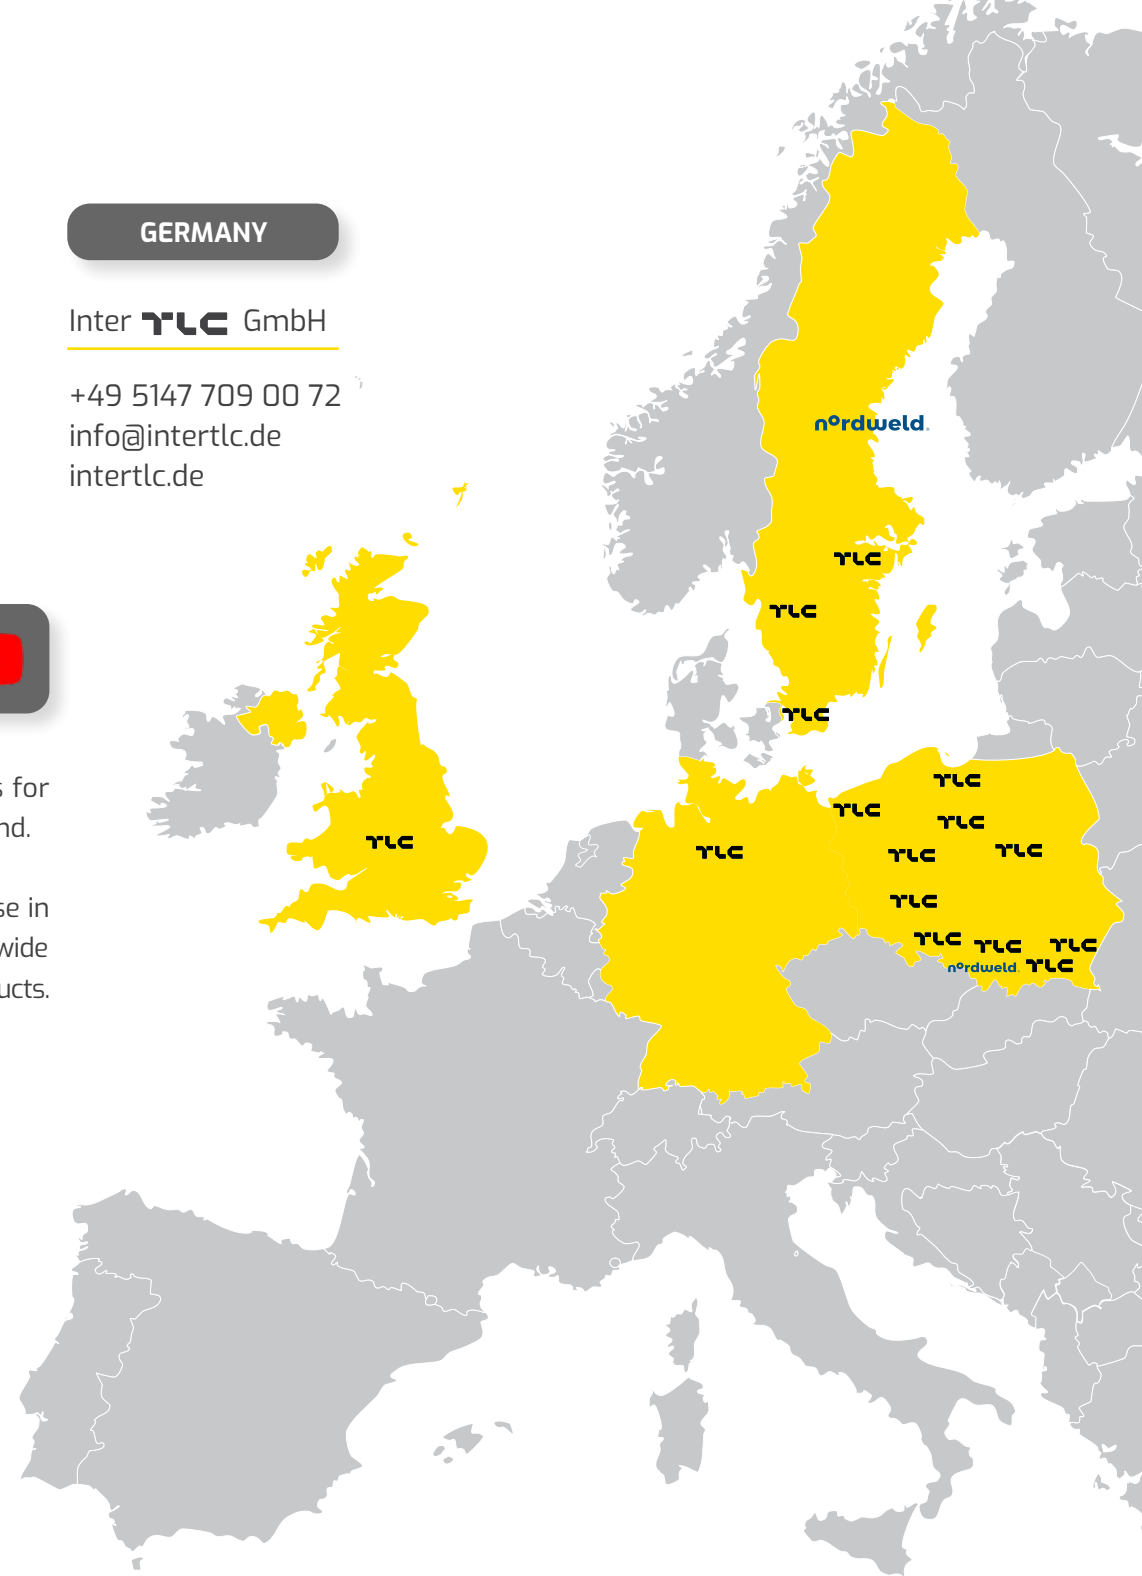 GERMANY
Inter TLC GmbH
+49 5147 709 00 72
info@intertlc.de
intertlc.de
for
nd.
se in
wide
ucts.
nordweld
TLC
TLC
TLC
TLC
TLC
TLC
TLC
TLC
TLC
TLC
TLC
TLC
TLC
TLC
nordweld
TLC